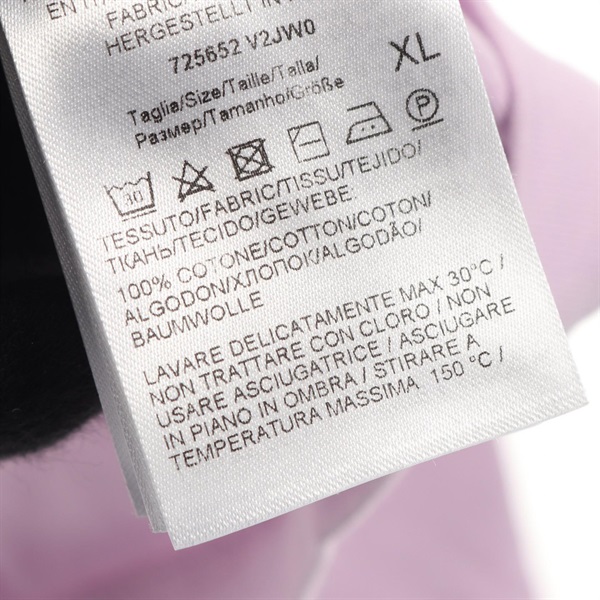 FABRIC
HERGESTELLT IN
725652 V2JW0
XL
Taglia/Size/Taille/Talla/
Размер/Tamanho/Größe
30
P
TESSUTO/FABRIC/TISSU/TEJIDO/
ТКАНЬ/TECIDO/GEWEBE
100% COTONE/COTTON/COTON/
ALGODON/ХЛОПОК/ALGODÃO/
BAUMWOLLE
LAVARE DELICATAMENTE MAX 30°C /
NON TRATTARE CON CLORO / NON
USARE ASCIUGATRICE / ASCIUGARE
IN PIANO IN OMBRA / STIRARE A
TEMPERATURA MASSIMA 150 °C /